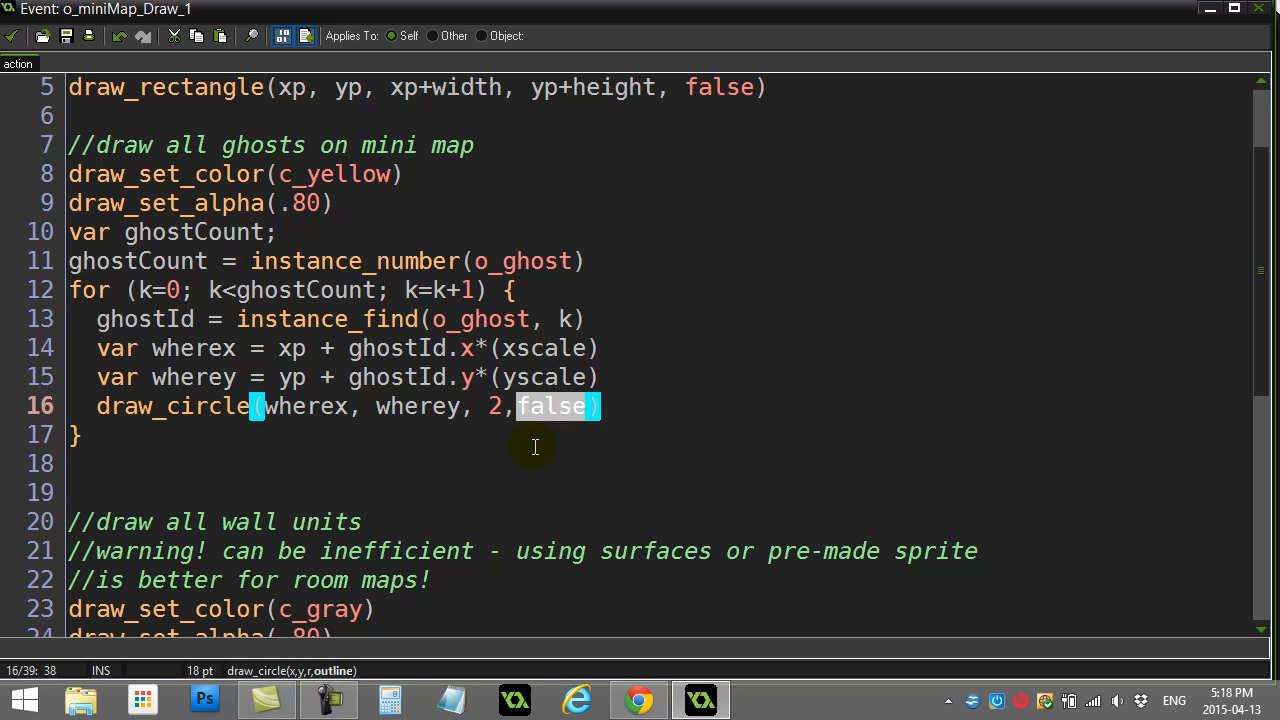 Event: o_miniMap_Draw_1
Applies To: Self Other Object:
action
5 draw_rectangle(xp, yp, xp+width, yp+height, false)
6
7 //draw all ghosts on mini map
8 draw_set_color(c_yellow)
9 draw_set_alpha(.80)
10 var ghostCount;
11 ghostCount = instance_number(o_ghost)
12 for (k=0; k<ghostCount; k=k+1) {
13 ghostId = instance_find(o_ghost, k)
14 var wherex = xp + ghostId.x*(xscale)
15 var wherey = yp + ghostId.y*(yscale)
16 draw_circle(wherex, wherey, 2,false)
17 }
18
19
20 //draw all wall units
21 //warning! can be inefficient - using surfaces or pre-made sprite
22 //is better for room maps!
23 draw_set_color(c_gray)
24 draw_set_alpha(.80)
16/39: 38 INS 18 pt draw_circle(x,y,r,outline)
Ps
ENG
5:18 PM
2015-04-13